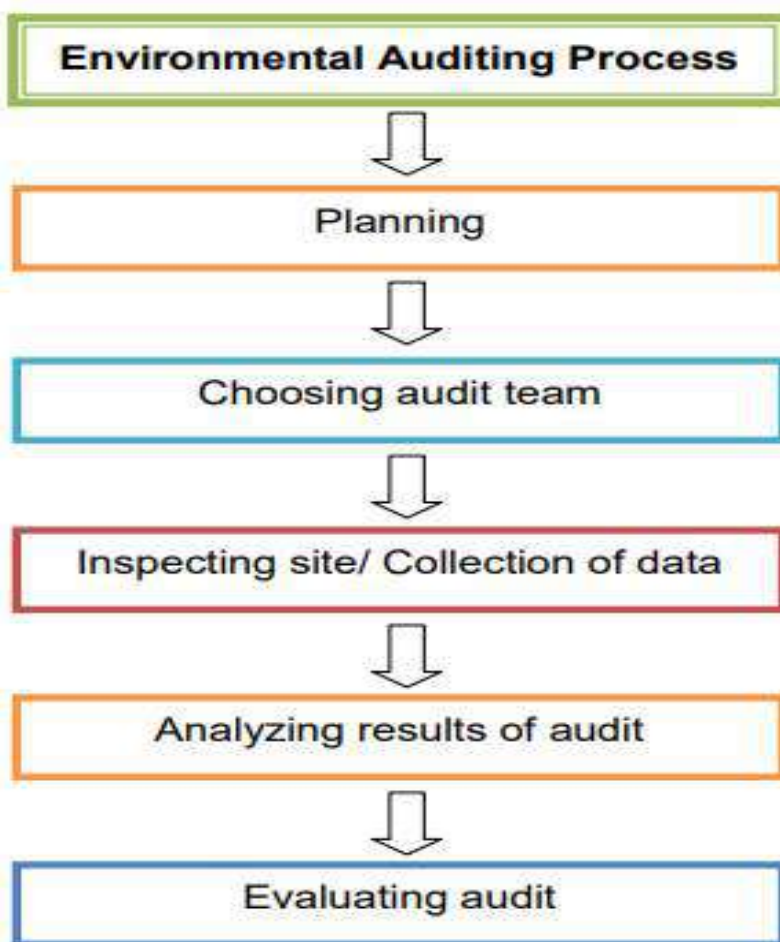 Environmental Auditing Process
Planning
Choosing audit team
Inspecting site/ Collection of data
Analyzing results of audit
Evaluating audit